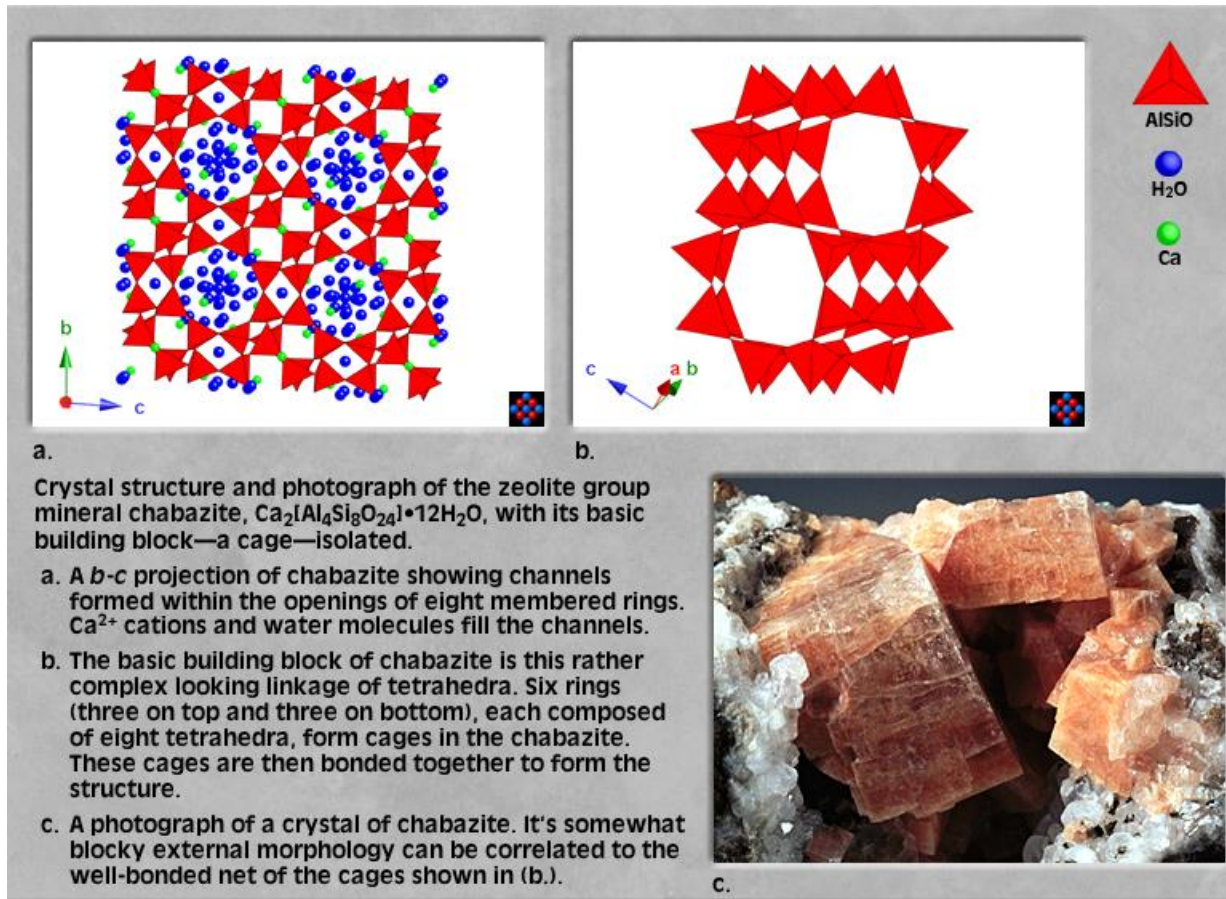 AlSiO
H₂O
Ca
b
c
c
a b
a.
b.
Crystal structure and photograph of the zeolite group
mineral chabazite, Ca₂[Al₄Si₈O₂₄]•12H₂O, with its basic
building block—a cage—isolated.
a. A b-c projection of chabazite showing channels
formed within the openings of eight membered rings.
Ca²⁺ cations and water molecules fill the channels.
b. The basic building block of chabazite is this rather
complex looking linkage of tetrahedra. Six rings
(three on top and three on bottom), each composed
of eight tetrahedra, form cages in the chabazite.
These cages are then bonded together to form the
structure.
c. A photograph of a crystal of chabazite. It's somewhat
blocky external morphology can be correlated to the
well-bonded net of the cages shown in (b.).
c.